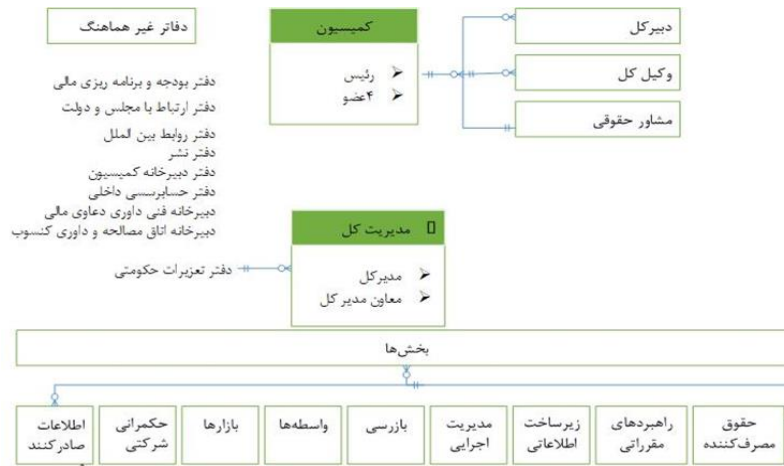 دفاتر غیر هماهنگ
کمیسیون
رئیس
۴عضو
دبیرکل
وکیل کل
مشاور حقوقی
دفتر بودجه و برنامه ریزی مالی
دفتر ارتباط با مجلس و دولت
دفتر روابط بین الملل
دفتر نشر
دفتر دبیرخانه کمیسیون
دفتر حسابرسسی داخلی
دبیرخانه فنی داوری دعاوی مالی
دبیرخانه اتاق مصالحه و داوری کنسوب
مدیریت کل
مدیرکل
معاون مدیر کل
دفتر تعزیرات حکومتی
بخش‌ها
حقوق
مصرف‌کننده
راهبردهای
مقرراتی
زیرساخت
اطلاعاتی
مدیریت
اجرایی
بازرسی
واسطه‌ها
بازارها
حکمرانی
شرکتی
اطلاعات
صادرکنند